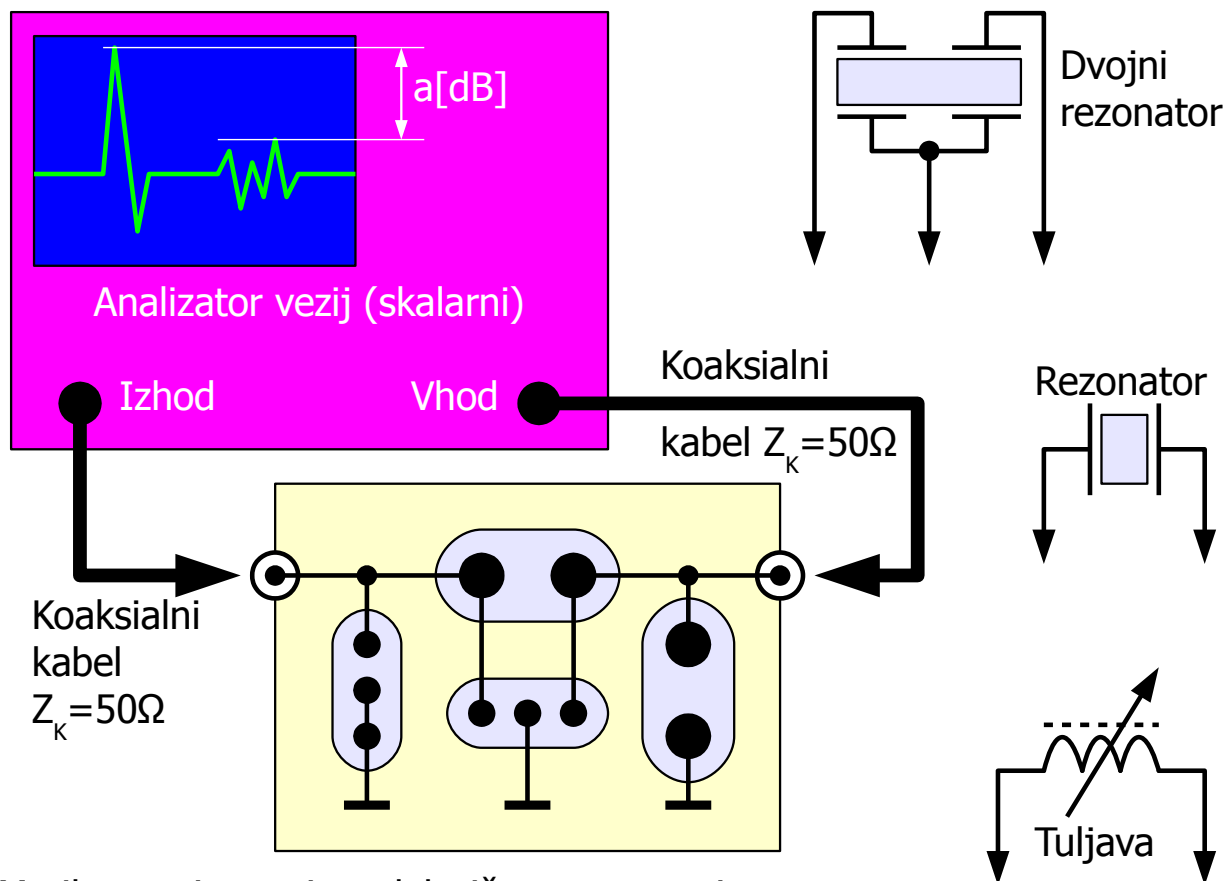 a[dB]
Analizator vezij (skalarni)
Izhod
Vhod
Koaksialni
kabel Z_K=50Ω
Koaksialni
kabel
Z_K=50Ω
Dvojni
rezonator
Rezonator
Tuljava